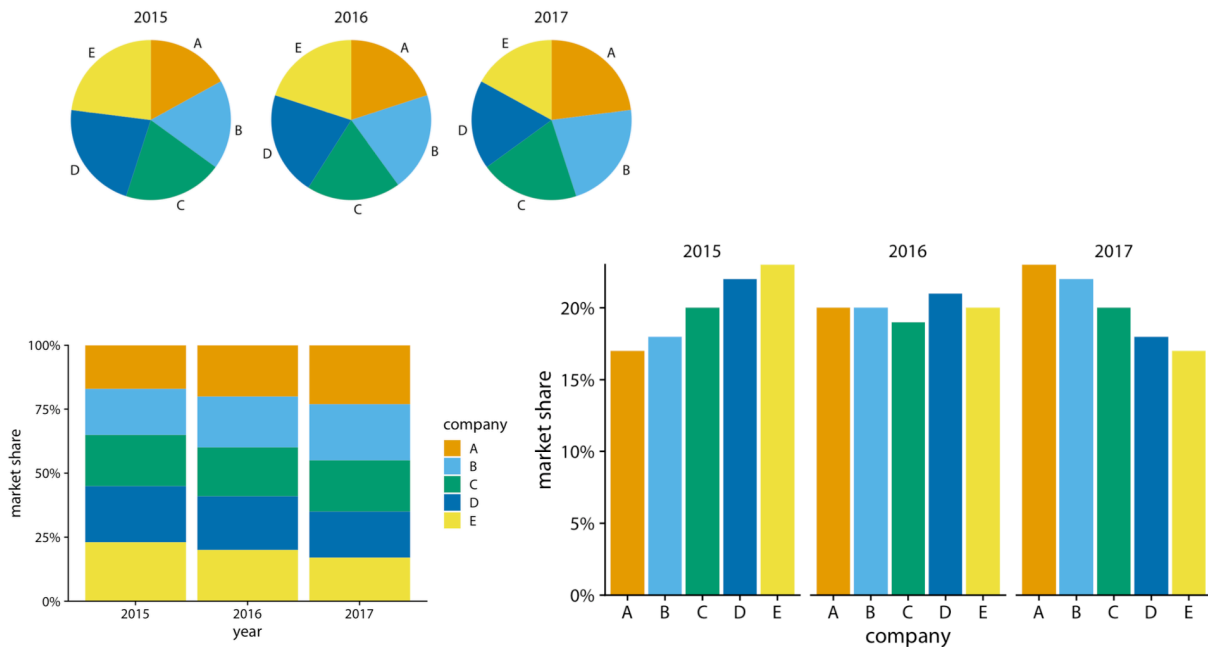 2015 2016 2017
E A E A E A
B B B
D D D
C C C
2015 2016 2017
20%
15%
10%
5%
0%
market share
A B C D E A B C D E A B C D E
company
100%
75%
50%
25%
0%
market share
2015 2016 2017
year
company
A
B
C
D
E